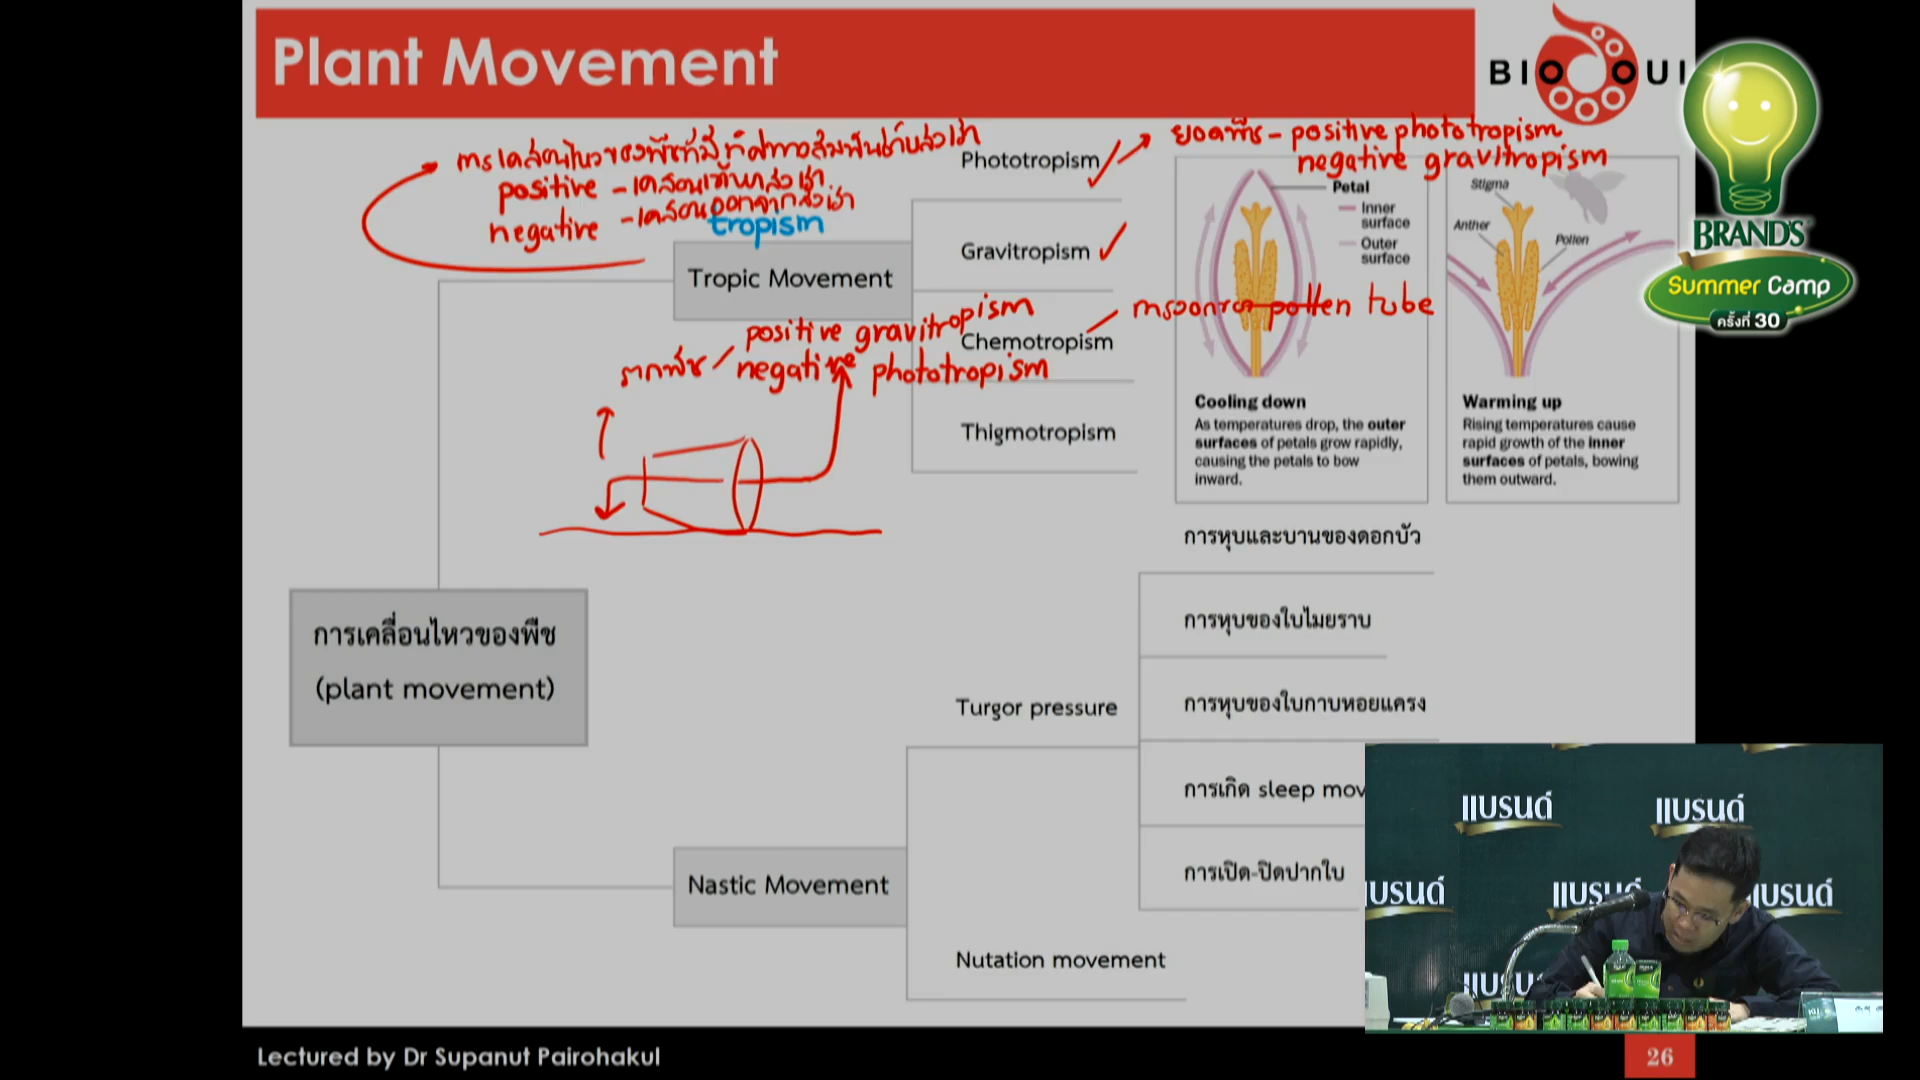 Plant Movement
BIO OUI
BRAND'S
Summer Camp
ครั้งที่ 30
การเคลื่อนไหวของพืชที่มีทิศทางสัมพันธ์กับสิ่งเร้า
positive - เคลื่อนเข้าหาสิ่งเร้า
negative - เคลื่อนออกจากสิ่งเร้า
tropism
Tropic Movement
Phototropism
ยอดพืช - positive phototropism
negative gravitropism
Gravitropism
Chemotropism
การงอกของ pollen tube
Thigmotropism
รากพืช
positive gravitropism
negative phototropism
Petal
Inner
surface
Outer
surface
Cooling down
As temperatures drop, the outer
surfaces of petals grow rapidly,
causing the petals to bow
inward.
Stigma
Anther
Pollen
Warming up
Rising temperatures cause
rapid growth of the inner
surfaces of petals, bowing
them outward.
การหุบและบานของดอกบัว
การเคลื่อนไหวของพืช
(plant movement)
Turgor pressure
การหุบของใบไมยราบ
การหุบของใบกาบหอยแครง
การเกิด sleep mov
การเปิด-ปิดปากใบ
Nastic Movement
Nutation movement
แบรนด์
แบรนด์
แบรนด์
แบรนด์
แบรนด์
Lectured by Dr Supanut Pairohakul
26